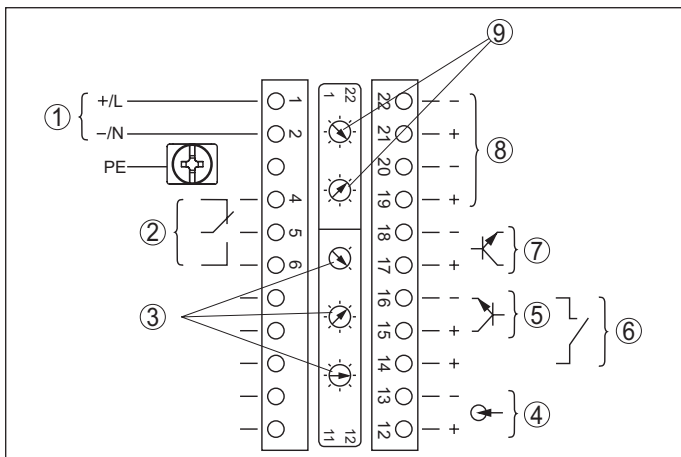 ⑨
1 22
① +/L 1 22 −
−/N 2 21 + ⑧
PE 20 −
4 19 +
② 5 18 − ⑦
6 17 +
16 − ⑤
③ 15 + ⑥
14 +
13 − ④
12 +
11 12